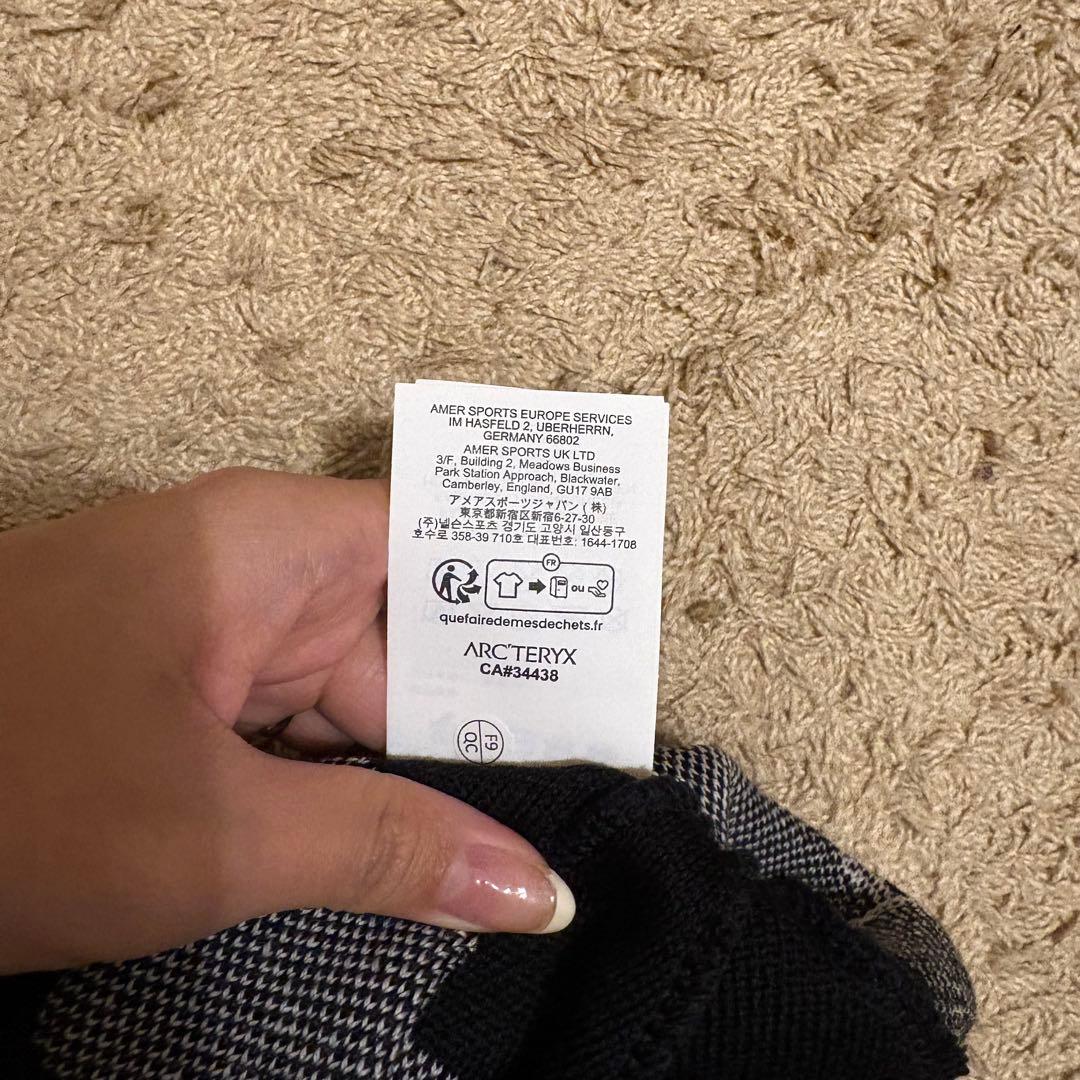 AMER SPORTS EUROPE SERVICES
IM HASFELD 2, UBERHERRN,
GERMANY 66802
AMER SPORTS UK LTD
3/F, Building 2, Meadows Business
Park Station Approach, Blackwater,
Camberley, England, GU17 9AB
アメアスポーツジャパン (株)
東京都新宿区新宿6-27-30
(주)넬슨스포츠 경기도 고양시 일산동구
호수로 358-39 710호 대표번호: 1644-1708
FR
ou
quefairedemesdechets.fr
ARC'TERYX
CA#34438
F9
QC